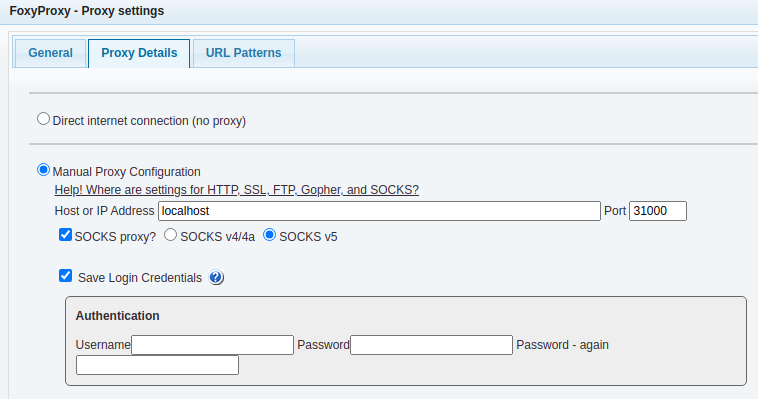 FoxyProxy - Proxy settings
General Proxy Details URL Patterns
Direct internet connection (no proxy)
Manual Proxy Configuration
Help! Where are settings for HTTP, SSL, FTP, Gopher, and SOCKS?
Host or IP Address localhost Port 31000
SOCKS proxy? SOCKS v4/4a SOCKS v5
Save Login Credentials ?
Authentication
Username Password Password - again